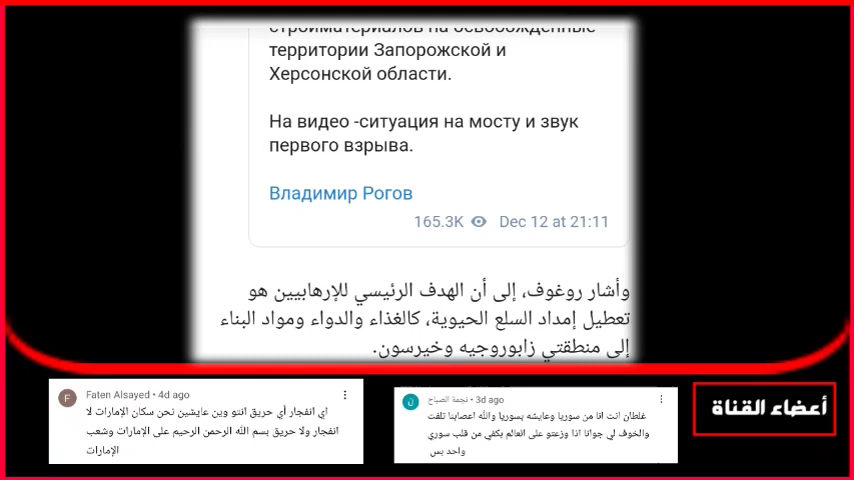 стройматериалов на освобожденные
территории Запорожской и
Херсонской области.
На видео -ситуация на мосту и звук
первого взрыва.
Владимир Рогов
165.3K Dec 12 at 21:11
وأشار روغوف، إلى أن الهدف الرئيسي للإرهابيين هو
تعطيل إمداد السلع الحيوية، كالغذاء والدواء ومواد البناء
إلى منطقتي زابوروجيه وخيرسون.
F
Faten Alsayed • 4d ago
اي انفجار أي حريق انتو وين عايشين نحن سكان الإمارات لا
انفجار ولا حريق بسم الله الرحمن الرحيم على الإمارات وشعب
الإمارات
ن
نجمة الصباح • 3d ago
غلطان انت انا من سوريا وعايشه بسوريا والله اعصابنا تلفت
والخوف لي جوانا اذا وزعتو على العالم بكفي من قلب سوري
واحد بس
أعضاء القناة